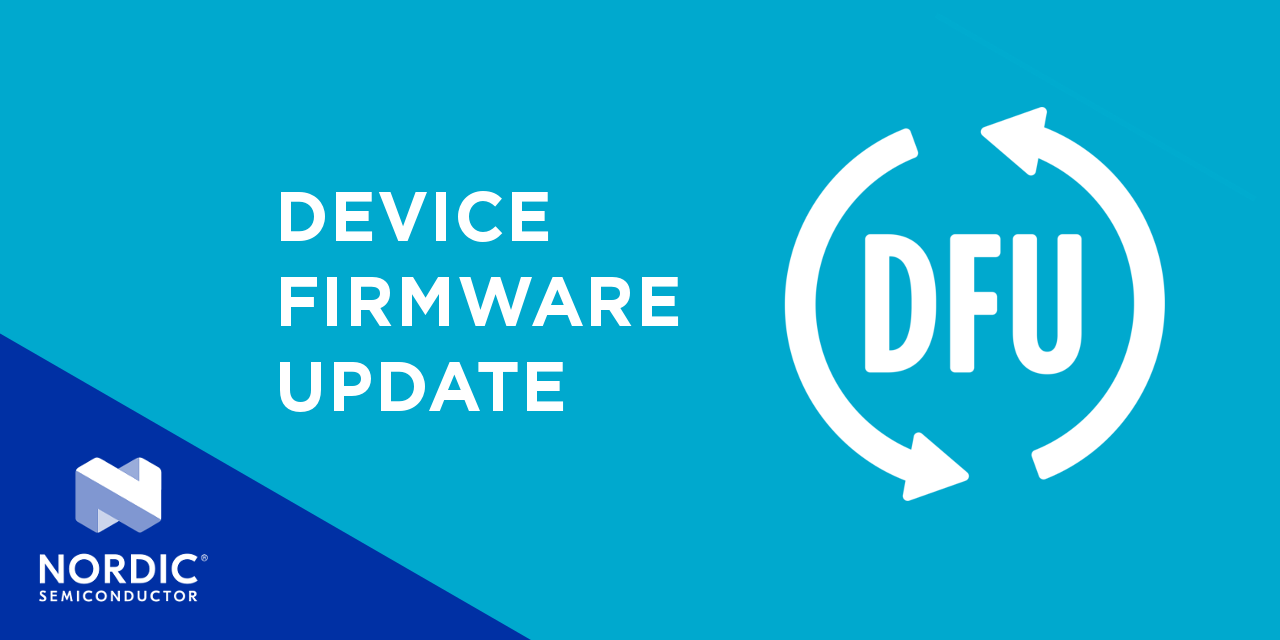 DEVICE
FIRMWARE
UPDATE
DFU
NORDIC®
SEMICONDUCTOR